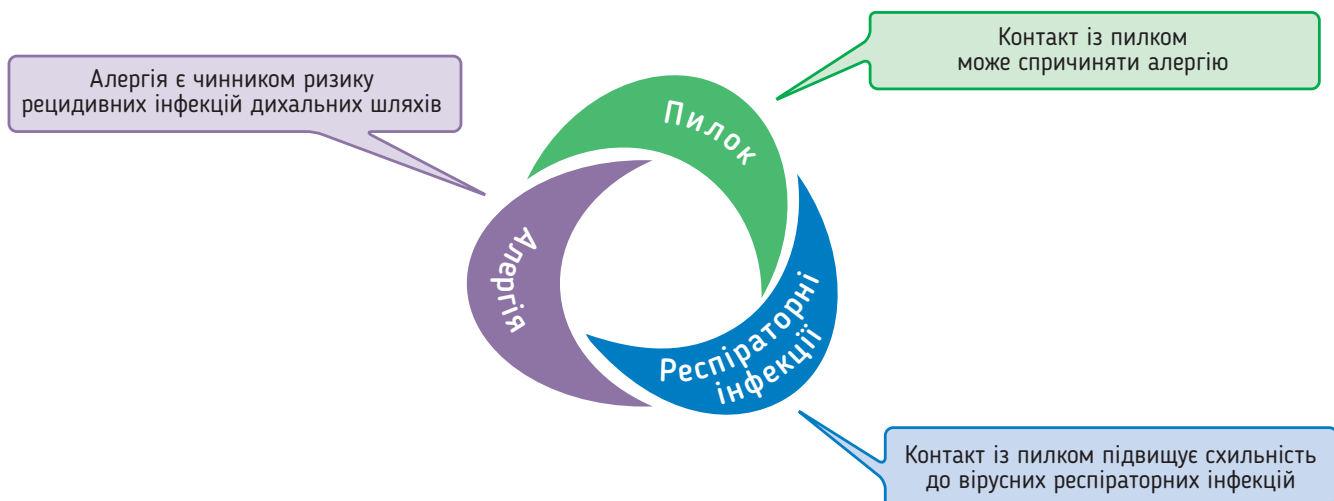 Контакт із пилком
може спричиняти алергію
Алергія є чинником ризику
рецидивних інфекцій дихальних шляхів
Пилок
Алергія
Респіраторні
інфекції
Контакт із пилком підвищує схильність
до вірусних респіраторних інфекцій